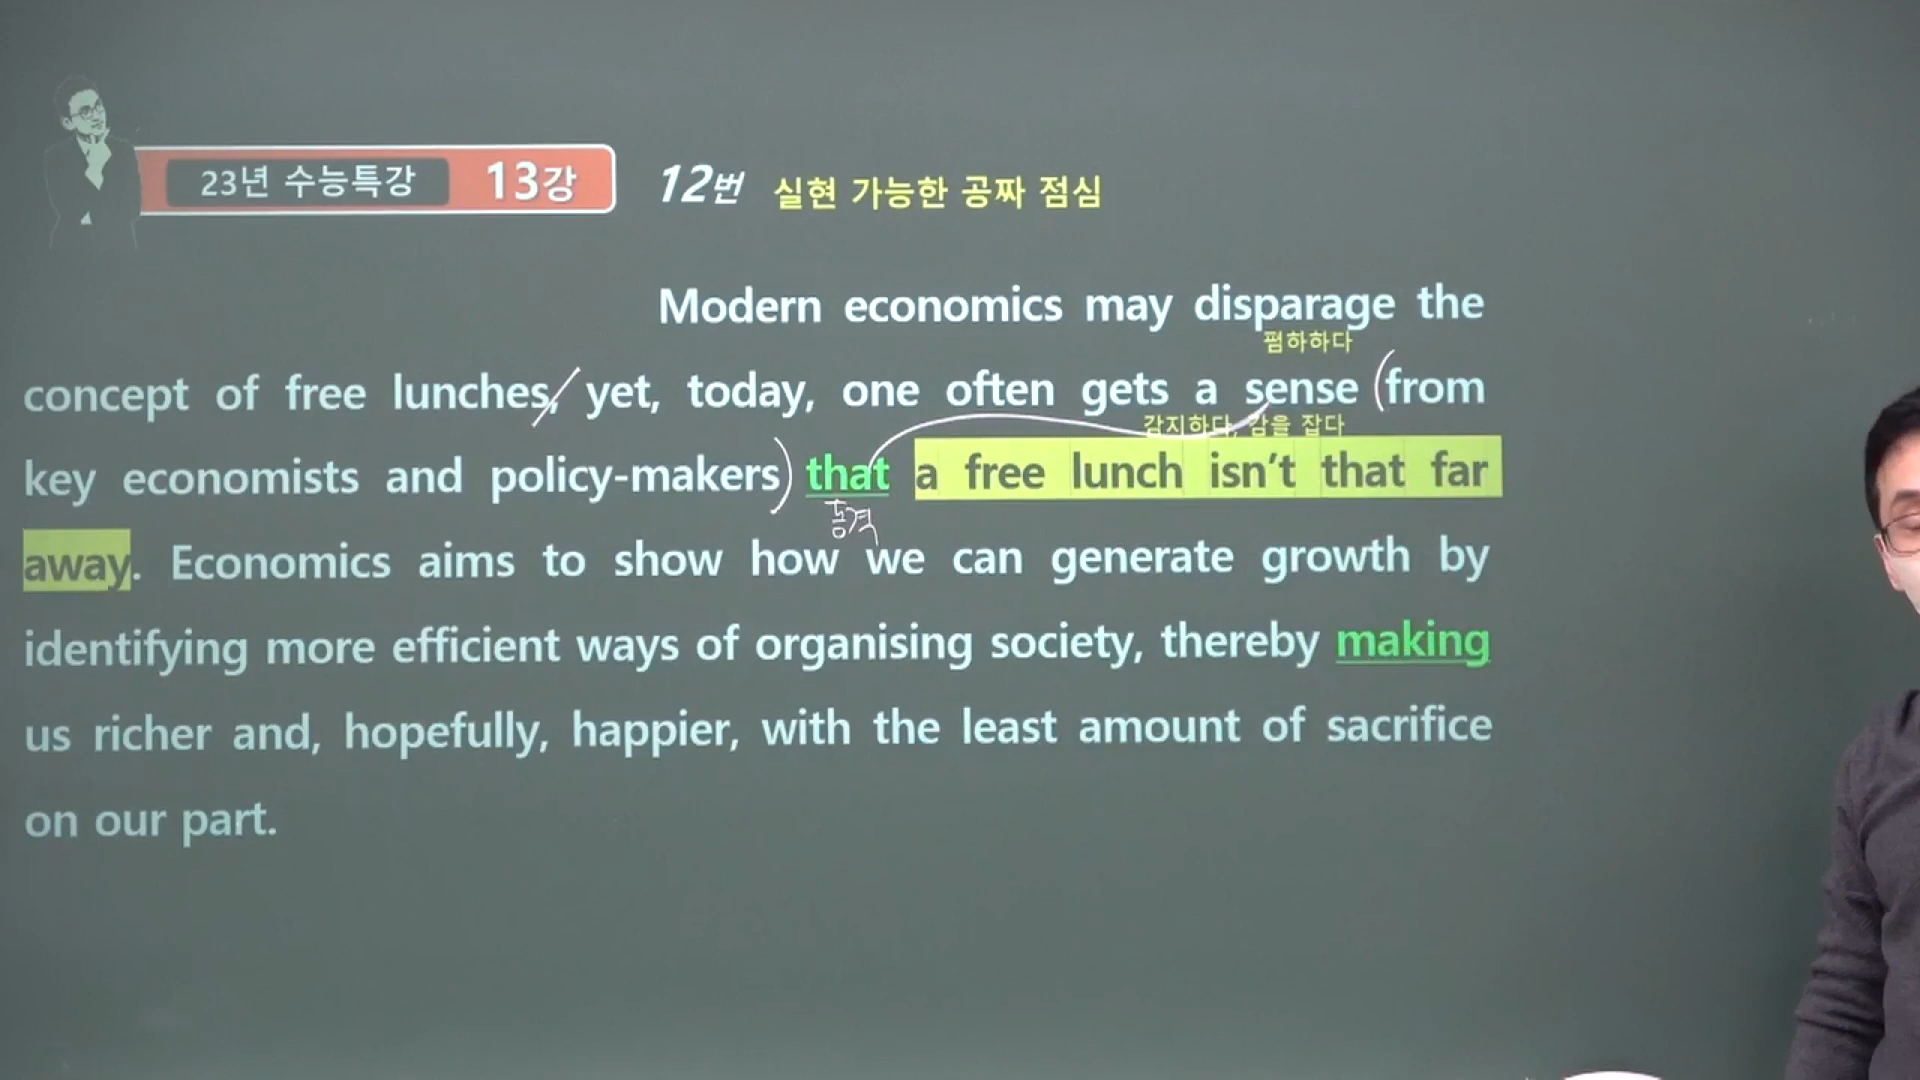 23년 수능특강 13강 12번 실현 가능한 공짜 점심
Modern economics may disparage the
폄하하다
concept of free lunches, yet, today, one often gets a sense (from
감지하다, 감을 잡다
key economists and policy-makers) that a free lunch isn't that far
동격
away. Economics aims to show how we can generate growth by
identifying more efficient ways of organising society, thereby making
us richer and, hopefully, happier, with the least amount of sacrifice
on our part.